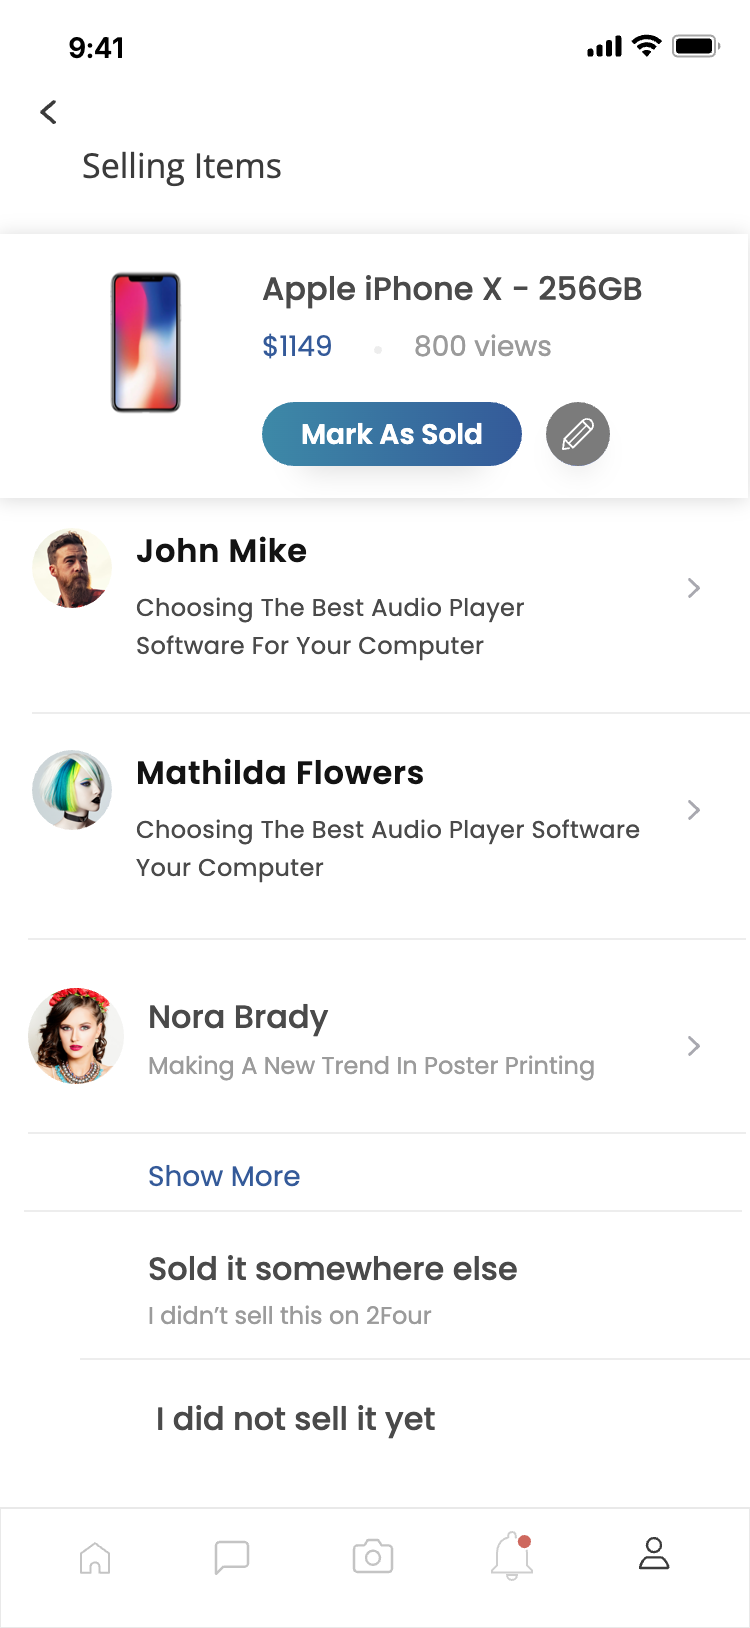 9:41
Selling Items
Apple iPhone X - 256GB
$1149
800 views
Mark As Sold
John Mike
Choosing The Best Audio Player
Software For Your Computer
Mathilda Flowers
Choosing The Best Audio Player Software
Your Computer
Nora Brady
Making A New Trend In Poster Printing
Show More
Sold it somewhere else
I didn’t sell this on 2Four
I did not sell it yet